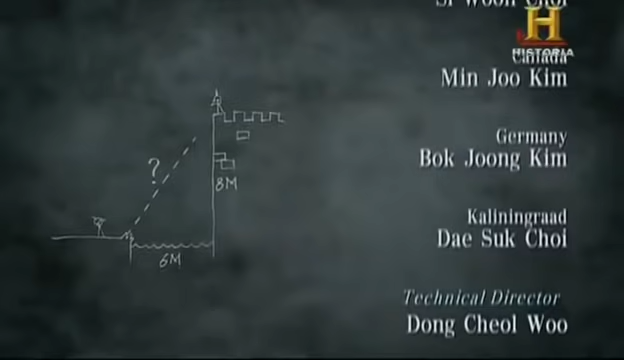 H
HISTORIA
Canada
Min Joo Kim
Germany
Bok Joong Kim
Kaliningraad
Dae Suk Choi
Technical Director
Dong Cheol Woo
?
8M
6M